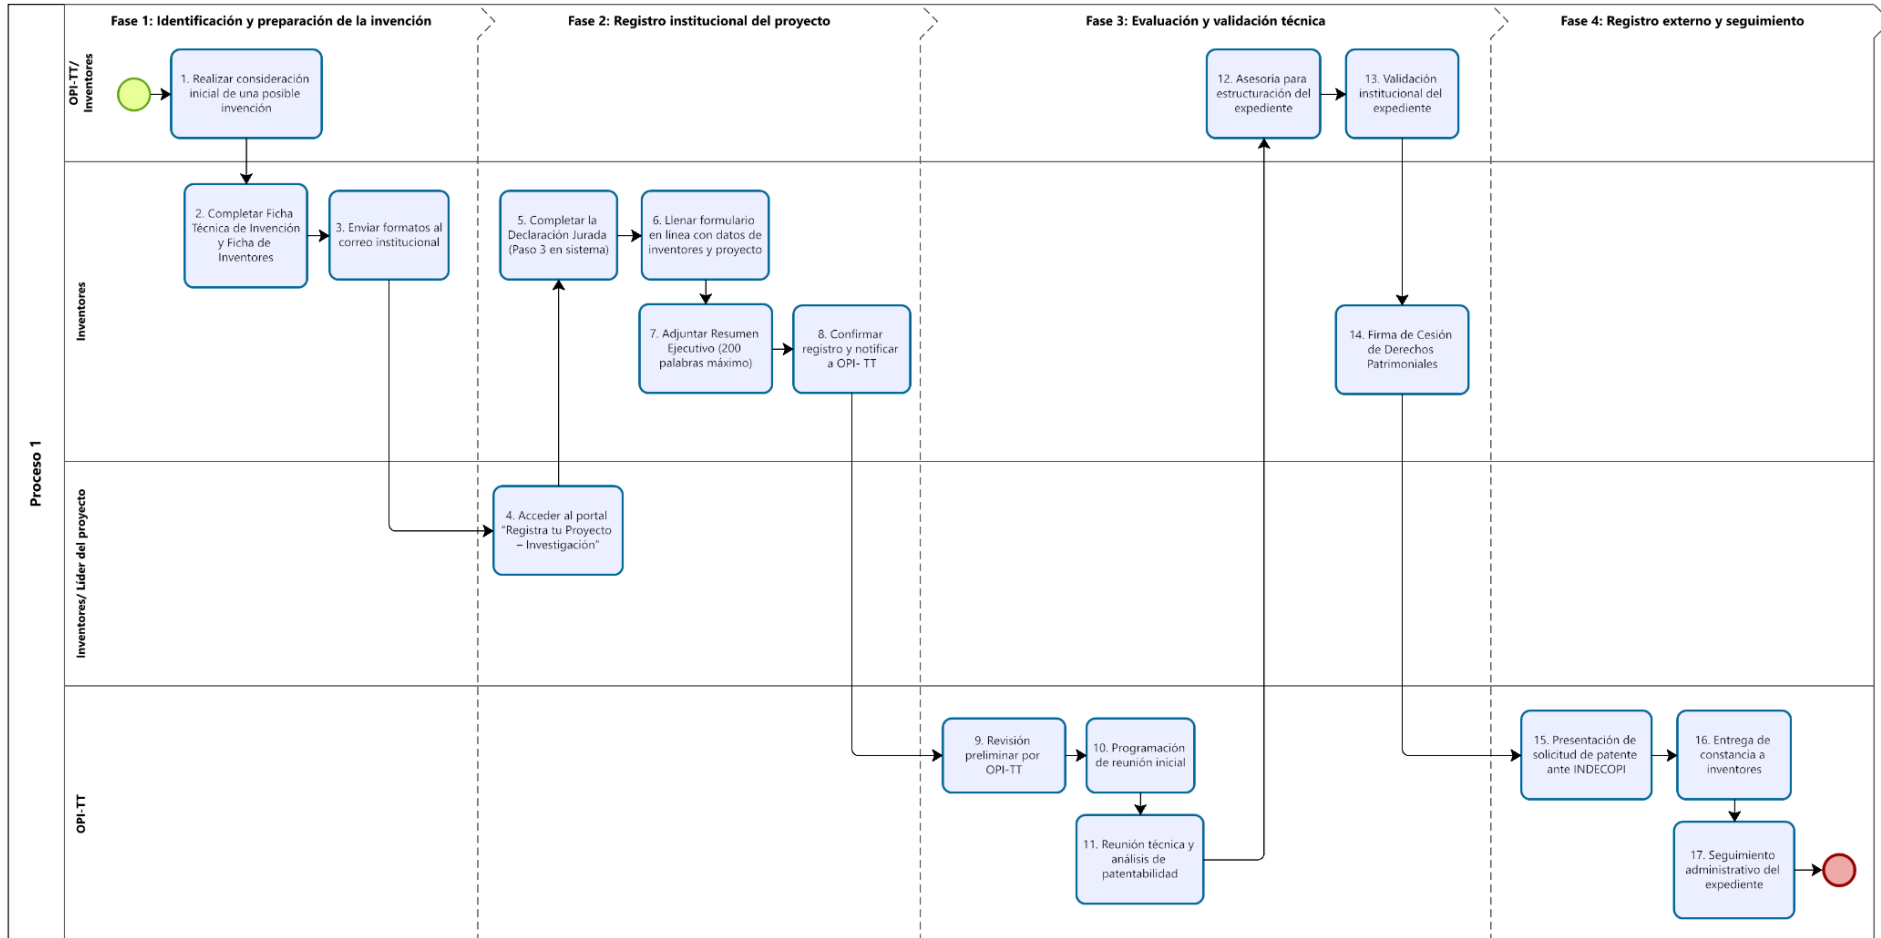 Fase 1: Identificación y preparación de la invención
Fase 2: Registro institucional del proyecto
Fase 3: Evaluación y validación técnica
Fase 4: Registro externo y seguimiento
Proceso 1
OPI-TT/
Inventores
1. Realizar consideración
inicial de una posible
invención
12. Asesoría para
estructuración del
expediente
13. Validación
institucional del
expediente
Inventores
2. Completar Ficha
Técnica de Invención
y Ficha de
Inventores
3. Enviar formatos al
correo institucional
5. Completar la
Declaración Jurada
(Paso 3 en sistema)
6. Llenar formulario
en linea con datos de
inventores y proyecto
7. Adjuntar Resumen
Ejecutivo (200
palabras máximo)
8. Confirmar
registro y notificar
a OPI- TT
14. Firma de Cesión
de Derechos
Patrimoniales
Inventores/ Líder del proyecto
4. Acceder al portal
“Registra tu Proyecto
– Investigación”
OPI-TT
9. Revisión
preliminar por
OPI-TT
10. Programación
de reunión inicial
11. Reunión técnica y
análisis de
patentabilidad
15. Presentación de
solicitud de patente
ante INDECOPI
16. Entrega de
constancia a
inventores
17. Seguimiento
administrativo del
expediente